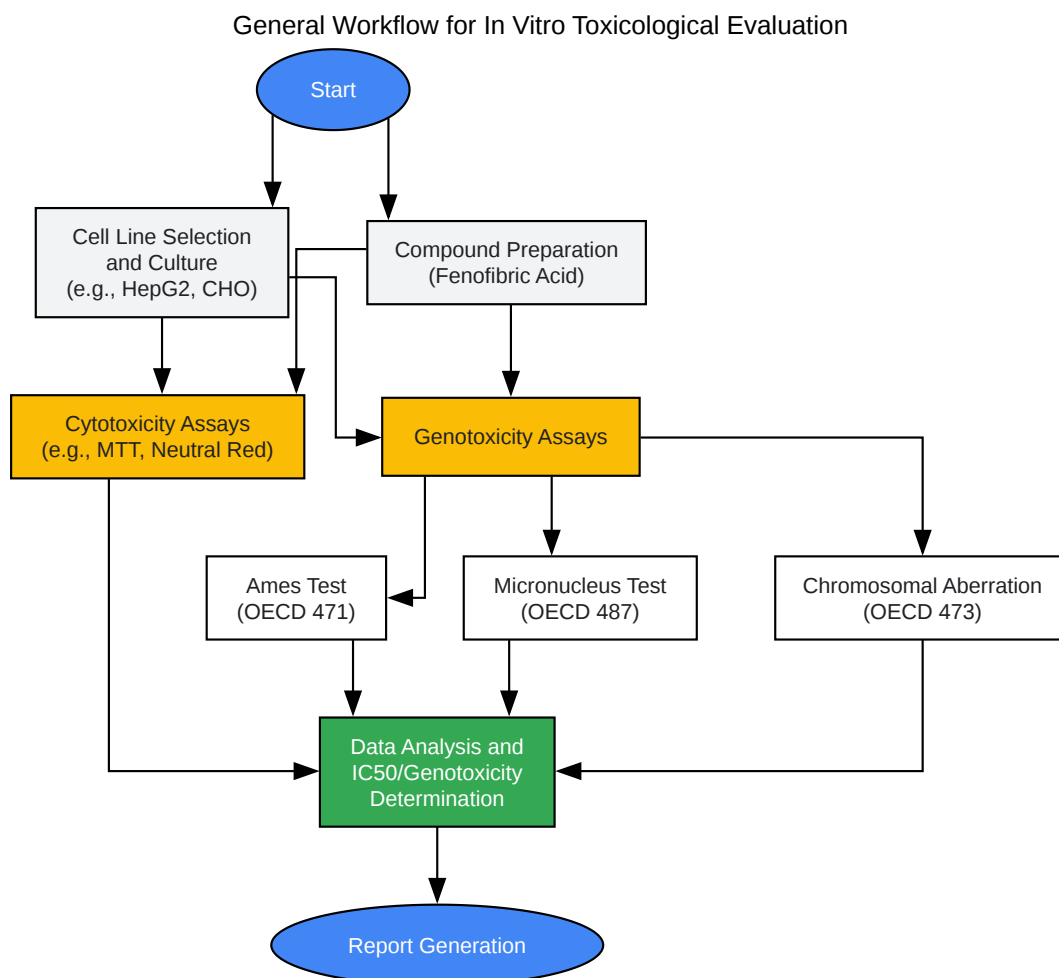 General Workflow for In Vitro Toxicological Evaluation
Start
Cell Line Selection
and Culture
(e.g., HepG2, CHO)
Compound Preparation
(Fenofibric Acid)
Cytotoxicity Assays
(e.g., MTT, Neutral Red)
Genotoxicity Assays
Ames Test
(OECD 471)
Micronucleus Test
(OECD 487)
Chromosomal Aberration
(OECD 473)
Data Analysis and
IC50/Genotoxicity
Determination
Report Generation